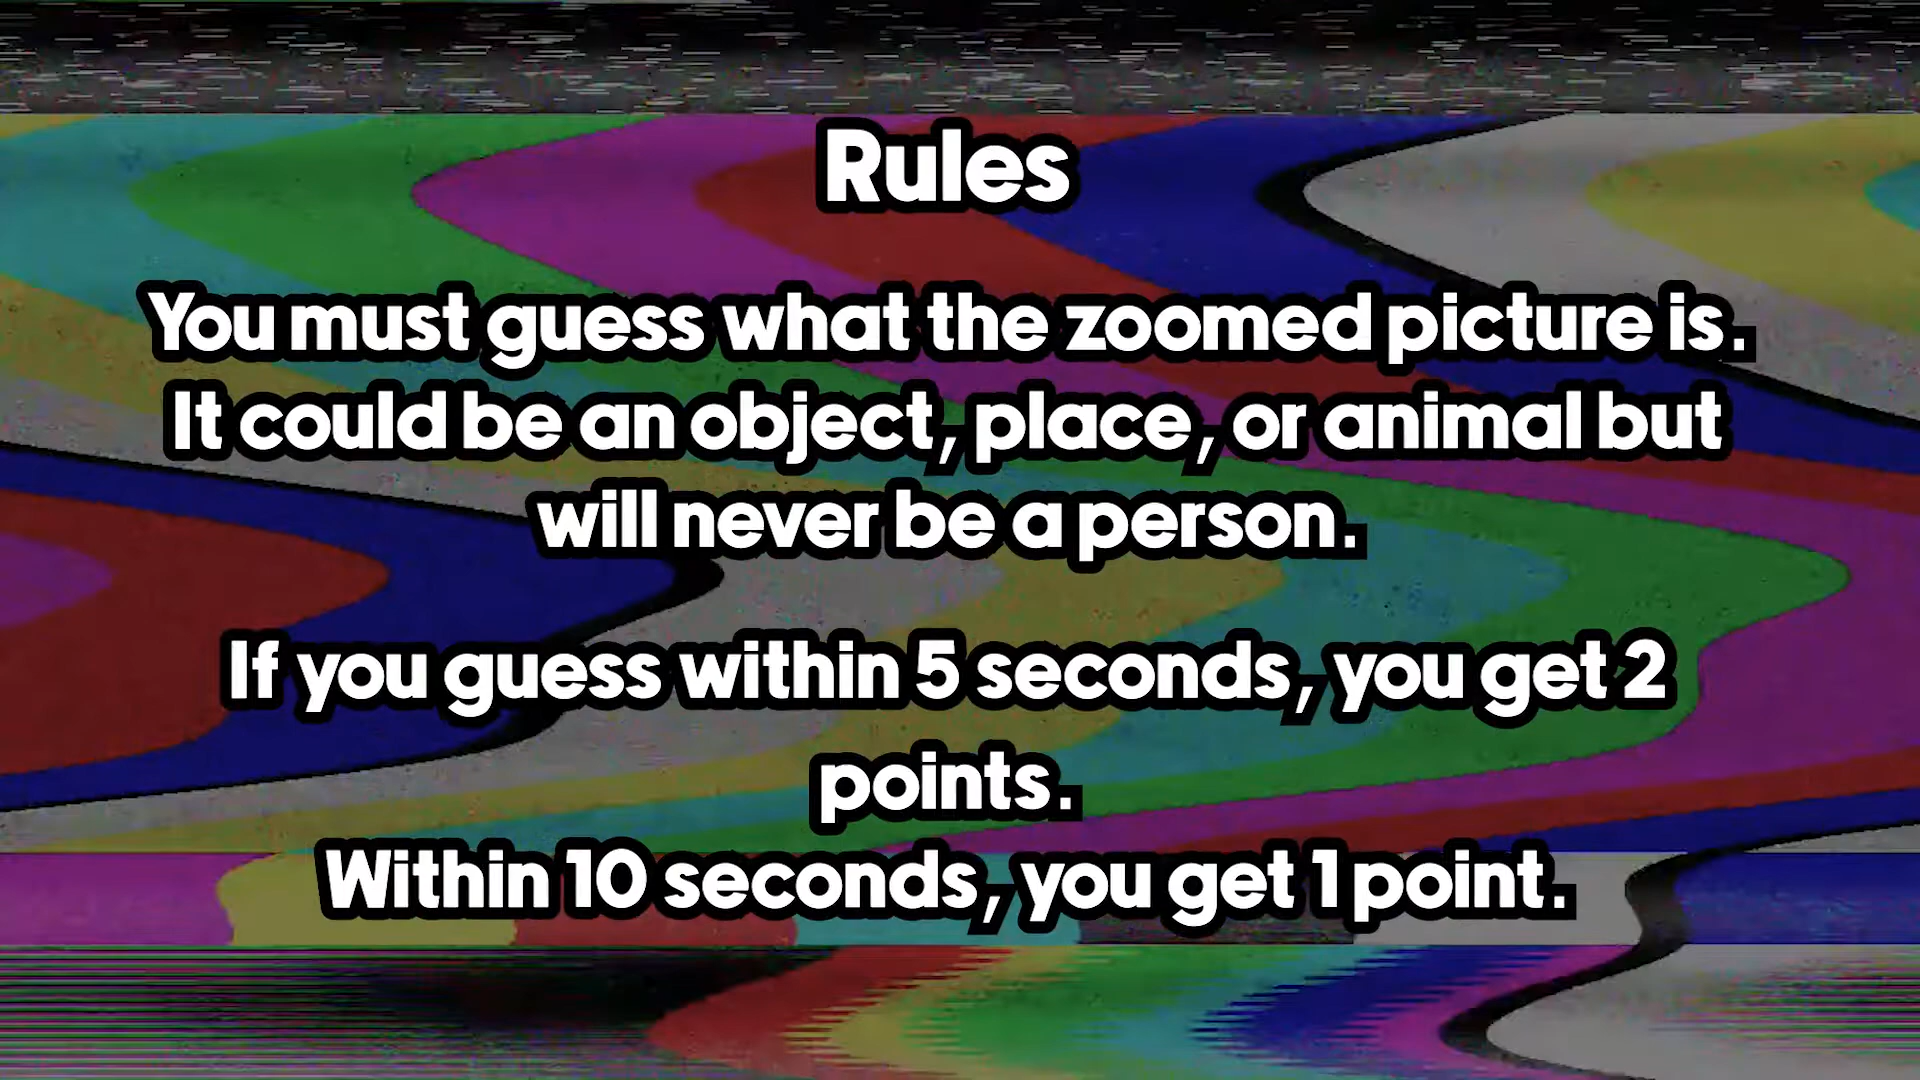 Rules
You must guess what the zoomed picture is.
It could be an object, place, or animal but
will never be a person.
If you guess within 5 seconds, you get 2
points.
Within 10 seconds, you get 1 point.